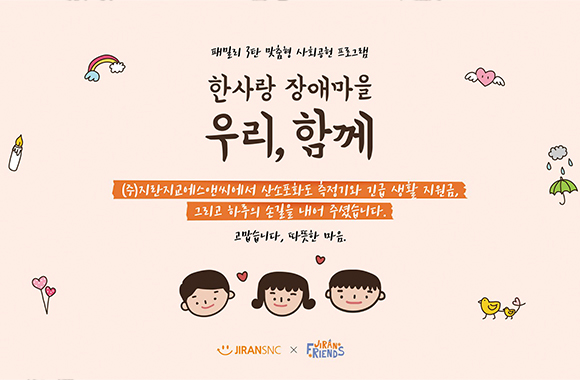 패밀리 3탄 맞춤형 사회공헌 프로그램
한사랑 장애마을
우리, 함께
(주)지란지교에스앤씨에서 산소포화도 측정기와 긴급 생활 지원금,
그리고 하루의 손길을 내어 주셨습니다.
고맙습니다, 따뜻한 마음.
JIRANSNC × JIRAN FRIENDS